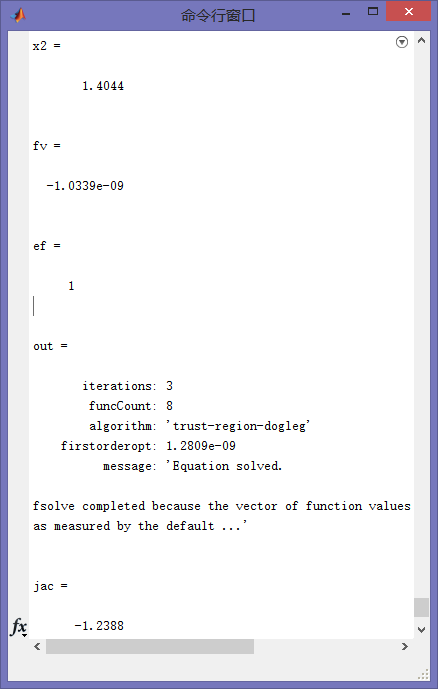 命令行窗口
x2 =
1.4044
fv =
-1.0339e-09
ef =
1
out =
iterations: 3
funcCount: 8
algorithm: 'trust-region-dogleg'
firstorderopt: 1.2809e-09
message: 'Equation solved.
fsolve completed because the vector of function values
as measured by the default ...'
jac =
-1.2388
fx